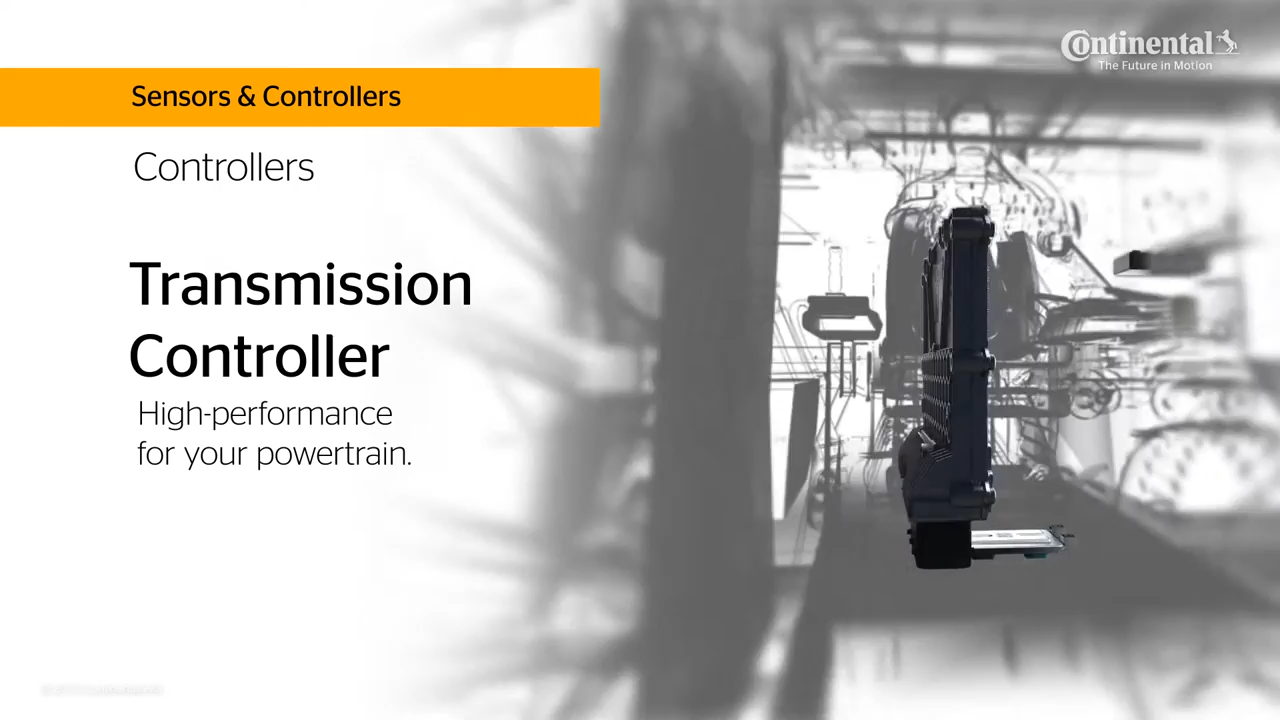 Continental
The Future in Motion
Sensors & Controllers
Controllers
Transmission
Controller
High-performance
for your powertrain.